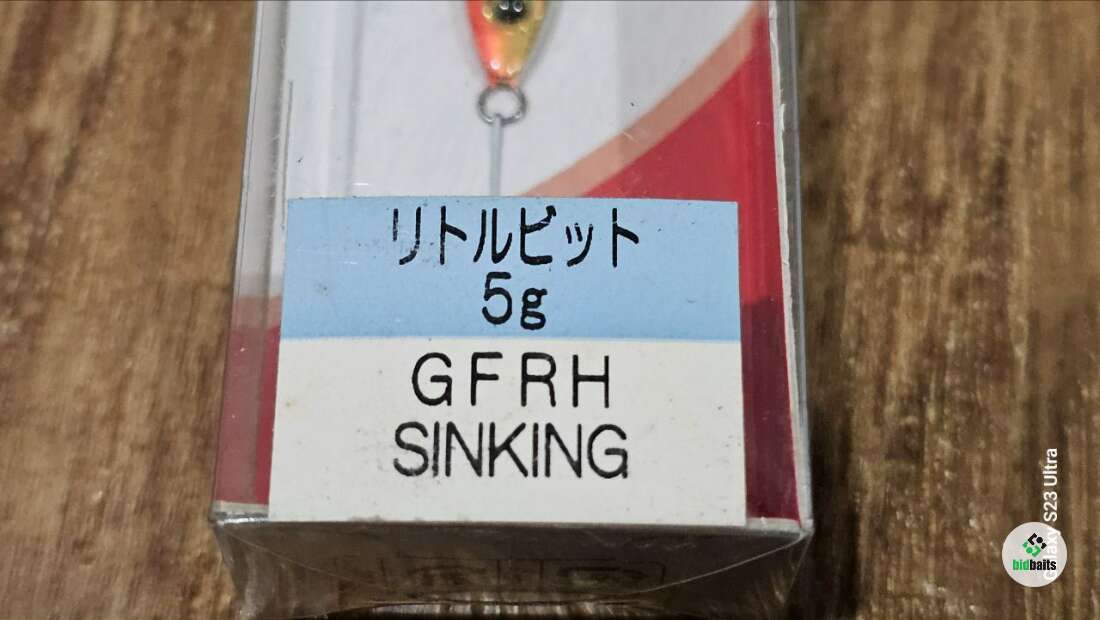 リトルビット
5g
GFRH
SINKING
Galaxy S23 Ultra
bidbaits